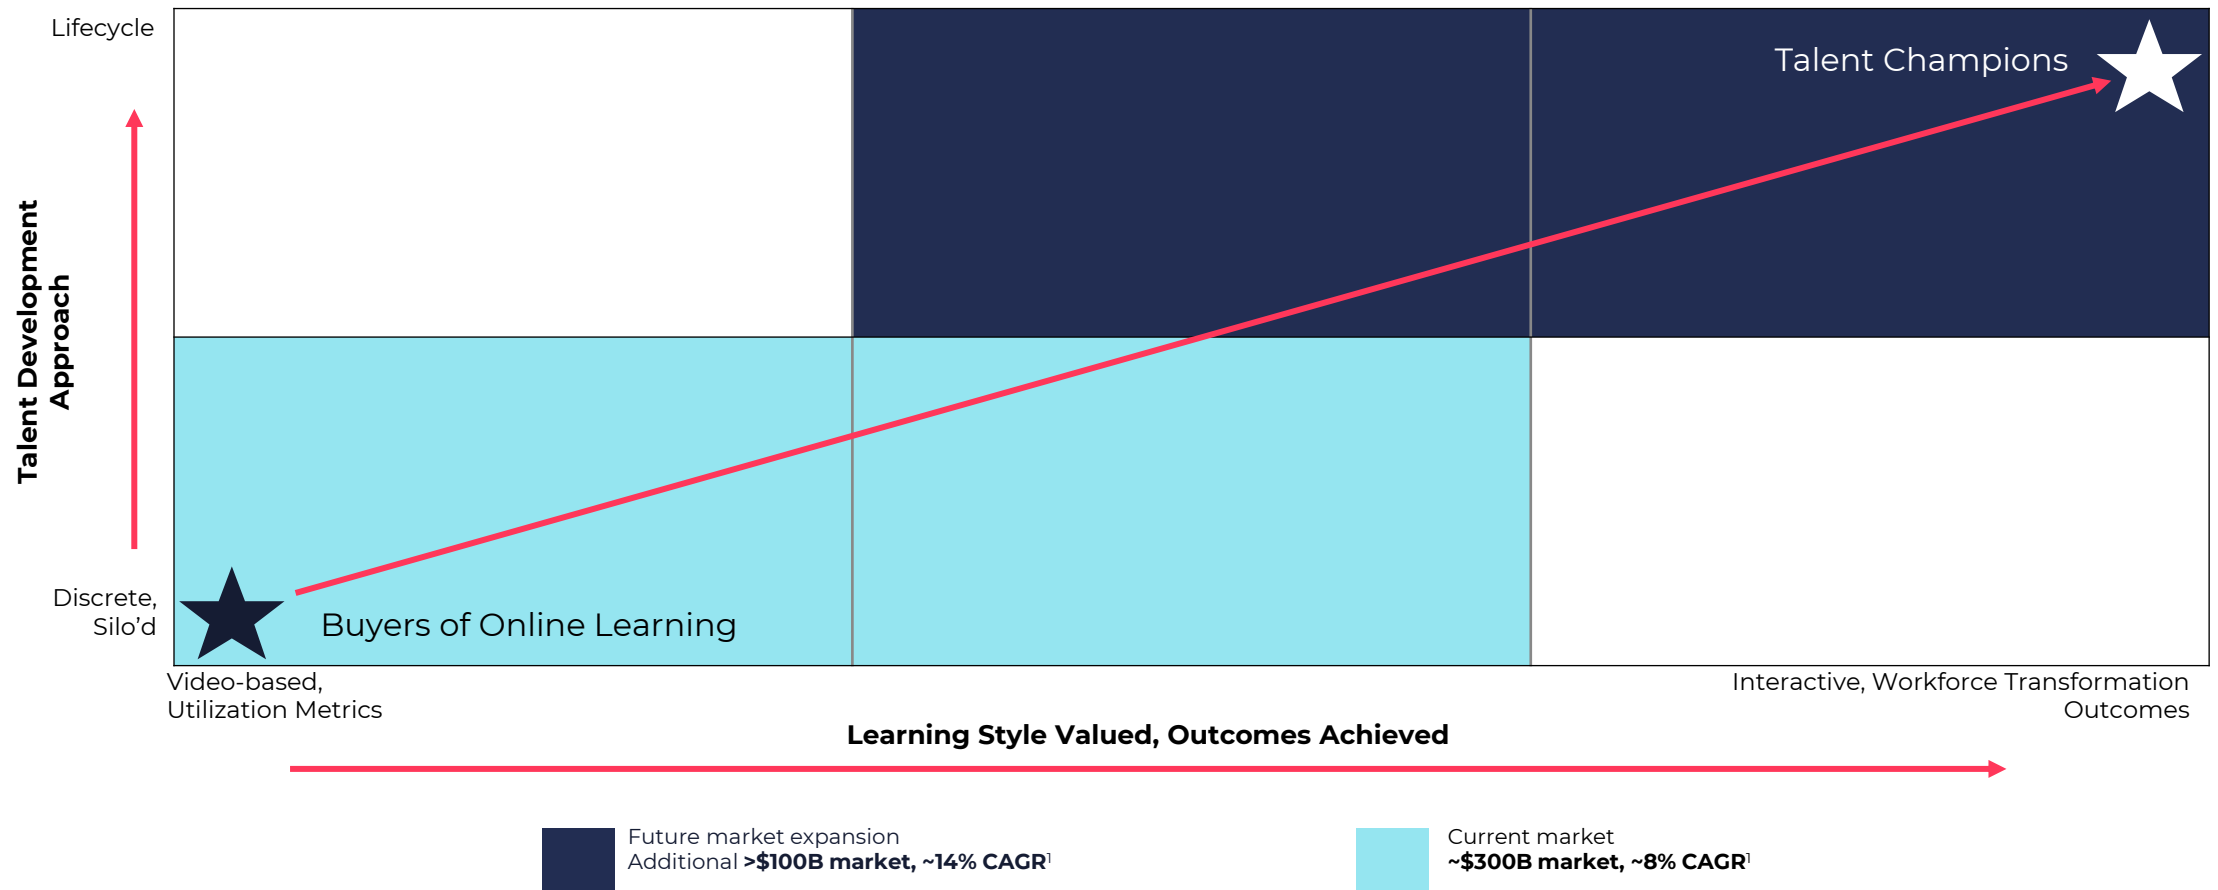 Lifecycle
Talent Champions
Talent Development
Approach
Discrete,
Silo’d
Buyers of Online Learning
Video-based,
Utilization Metrics
Interactive, Workforce Transformation
Outcomes
Learning Style Valued, Outcomes Achieved
Future market expansion
Additional >$100B market, ~14% CAGR¹
Current market
~$300B market, ~8% CAGR¹